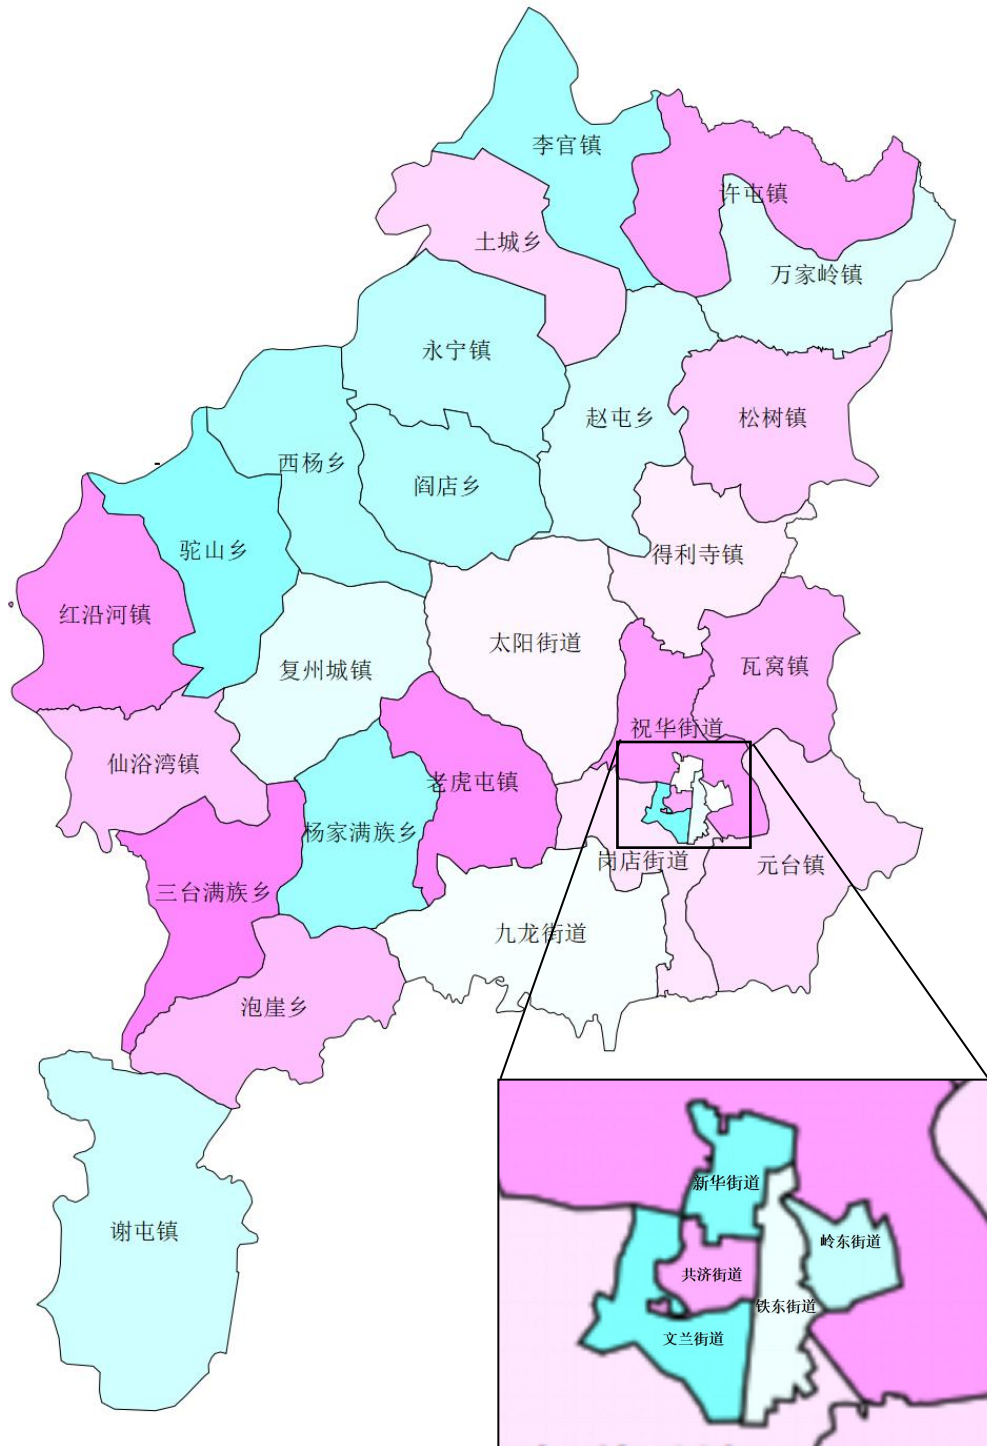 李官镇
许屯镇
土城乡
万家岭镇
永宁镇
赵屯乡
松树镇
西杨乡
阎店乡
驼山乡
得利寺镇
红沿河镇
太阳街道
复州城镇
瓦窝镇
祝华街道
仙浴湾镇
老虎屯镇
杨家满族乡
岗店街道
元台镇
三台满族乡
九龙街道
泡崖乡
谢屯镇
新华街道
岭东街道
共济街道
铁东街道
文兰街道